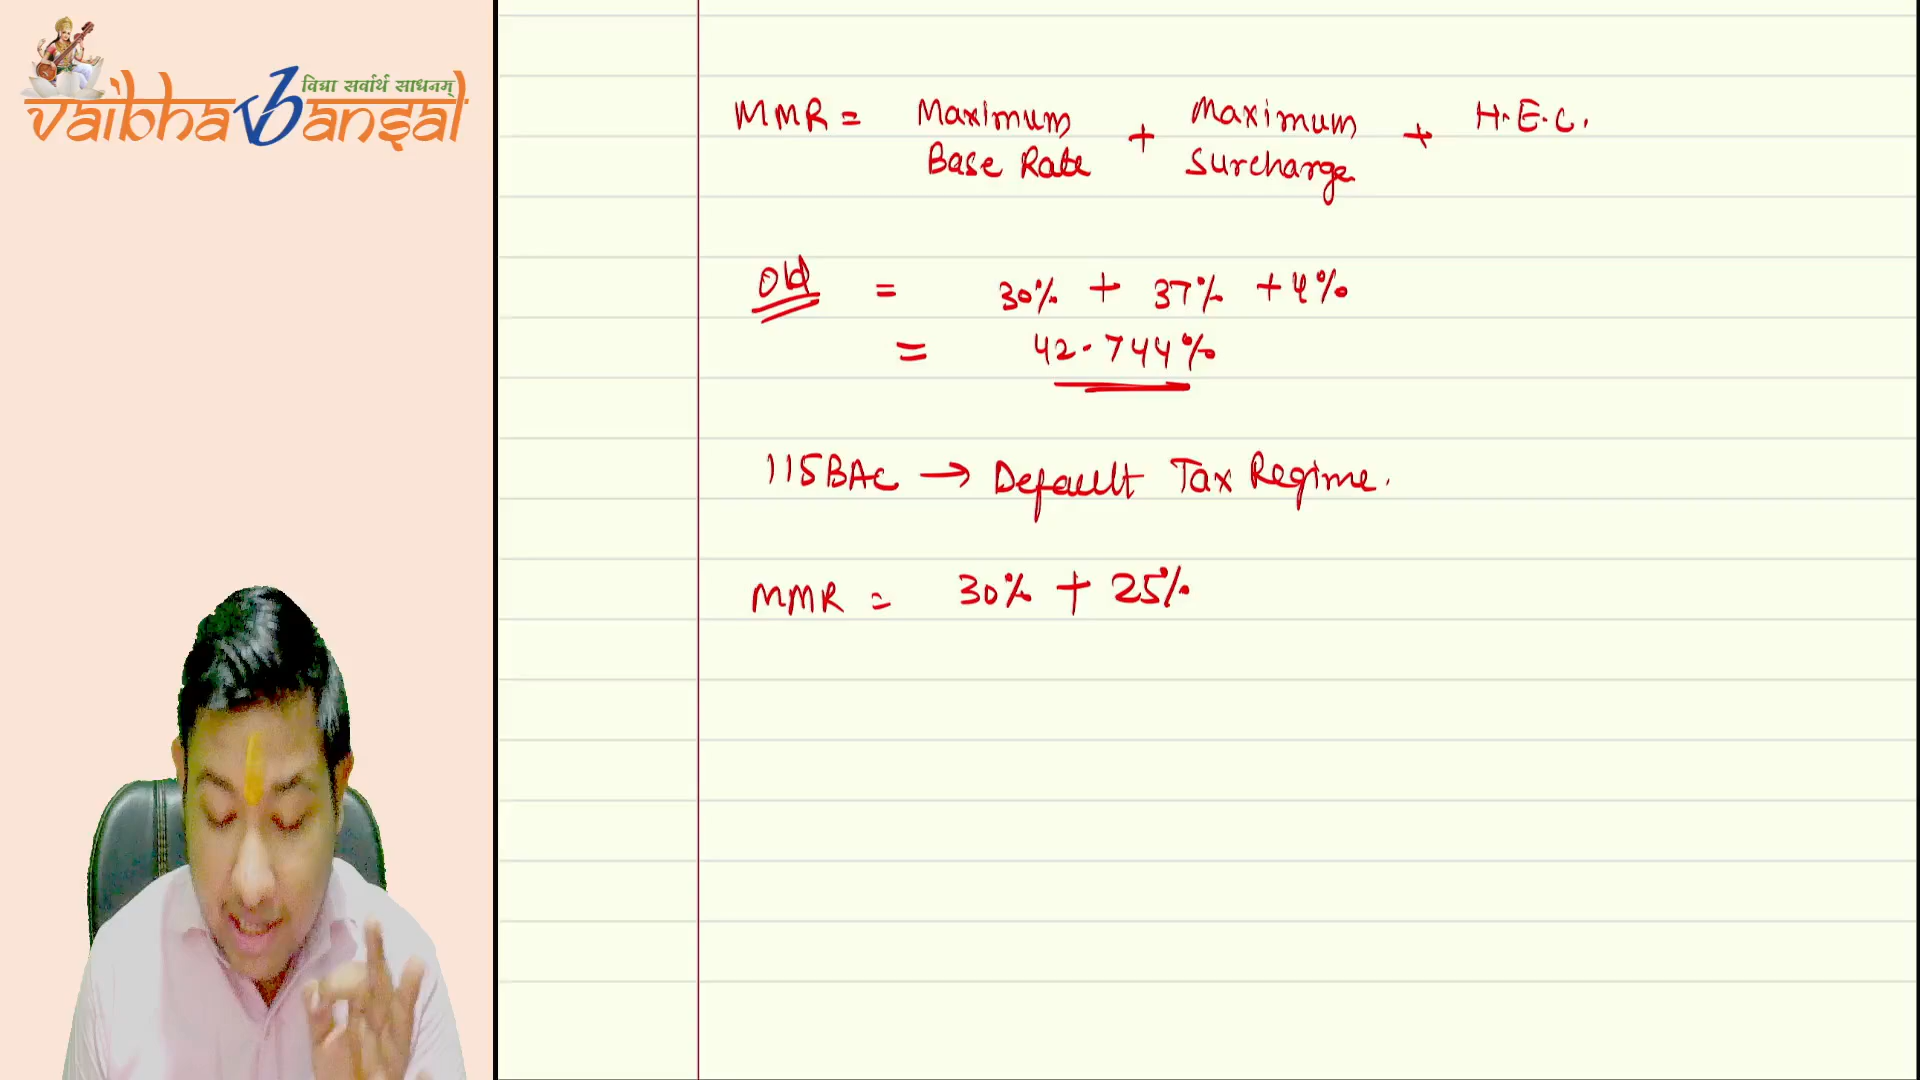 विद्या सर्वार्थ साधनम्
vaibhav Bansal
MMR = Maximum Base Rate + Maximum Surcharge + H.E.C.
Old = 30% + 37% + 4%
= 42.744%
115BAC → Default Tax Regime.
MMR = 30% + 25%